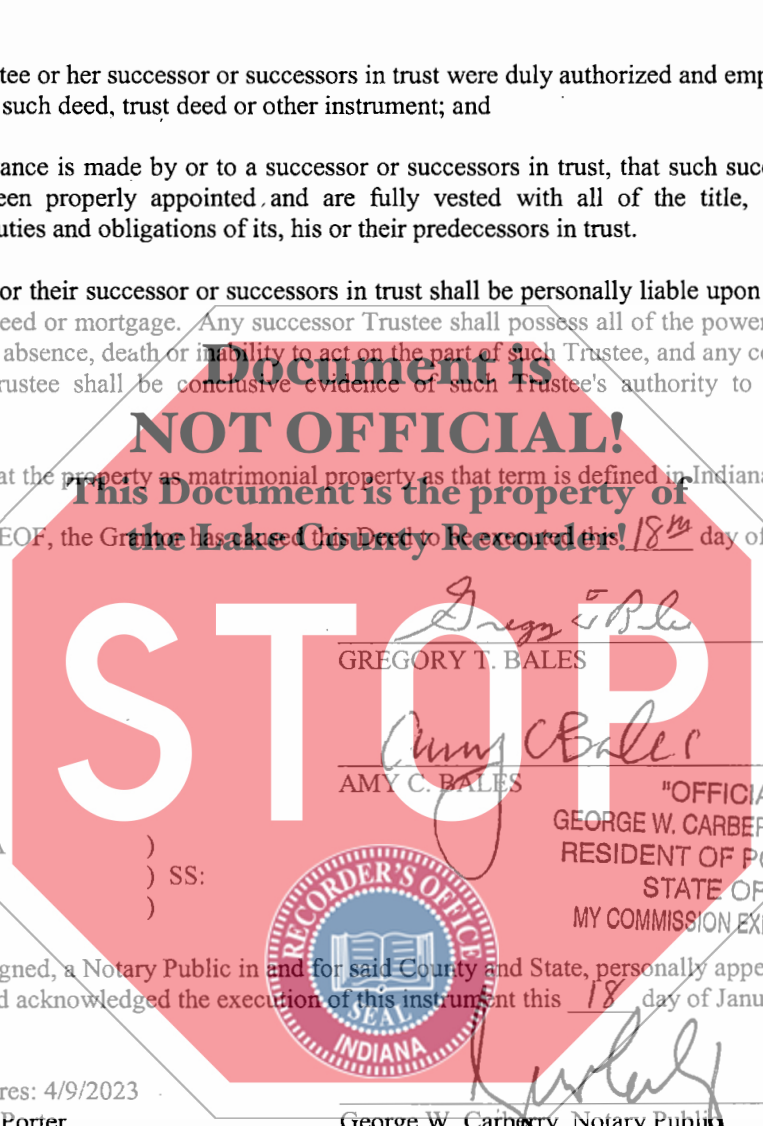 tee or her successor or successors in trust were duly authorized and emp
such deed, trust deed or other instrument; and
ance is made by or to a successor or successors in trust, that such succ
een properly appointed and are fully vested with all of the title,
uties and obligations of its, his or their predecessors in trust.
or their successor or successors in trust shall be personally liable upon
eed or mortgage. Any successor Trustee shall possess all of the power
absence, death or inability to act on the part of such Trustee, and any co
Document is
rustee shall be conclusive evidence of such Trustee's authority to
NOT OFFICIAL!
at the property as matrimonial property as that term is defined in Indiana
This Document is the property of
EOF, the Grantor has caused this Deed to be executed this 18th day of
the Lake County Recorder!
STOP
GREGORY T. BALES
Amy C Bales
AMY C. BALES
"OFFICIA
GEORGE W. CARBER
) RESIDENT OF PO
) SS: STATE OF
) MY COMMISSION EXP
RECORDER'S OFFICE
SEAL
INDIANA
gned, a Notary Public in and for said County and State, personally appe
d acknowledged the execution of this instrument this 18 day of Janu
res: 4/9/2023
Porter George W. Carberry, Notary Public